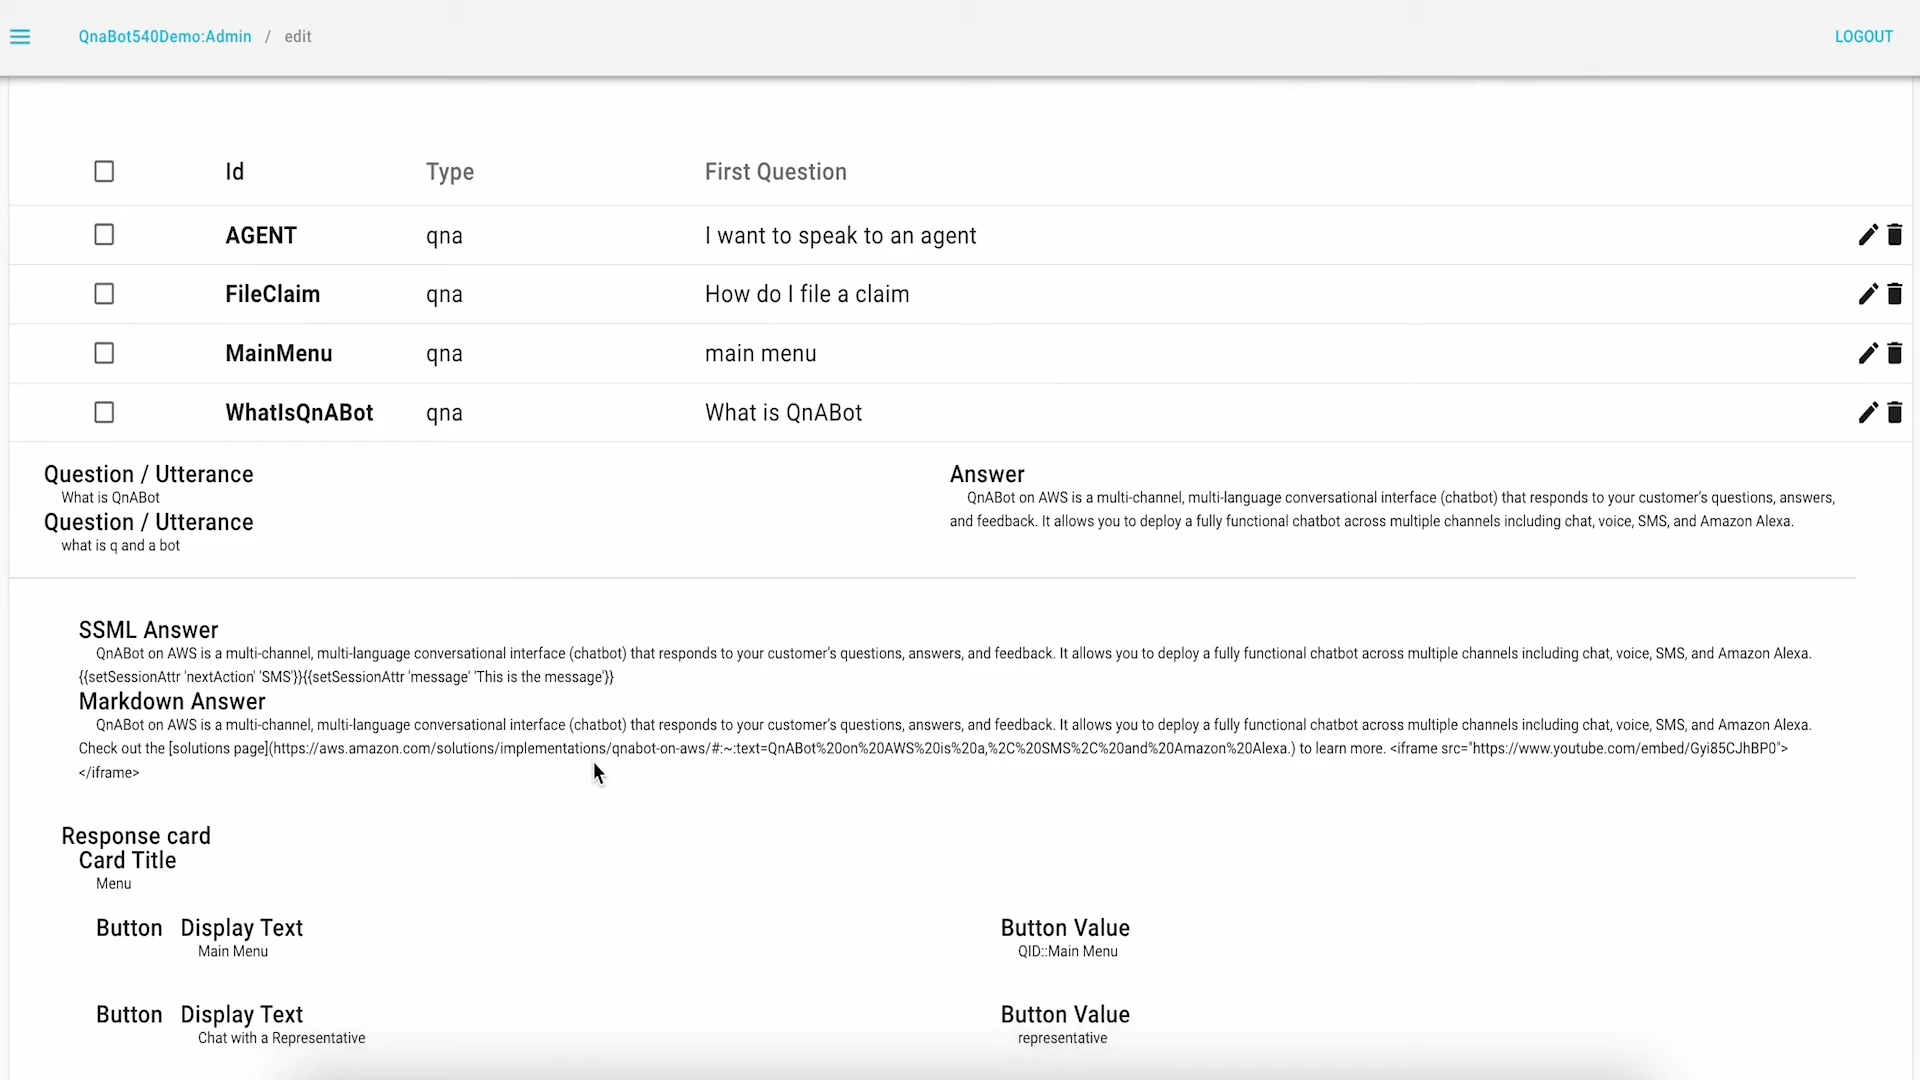 QnaBot540Demo:Admin / edit LOGOUT
Id Type First Question
AGENT qna I want to speak to an agent
FileClaim qna How do I file a claim
MainMenu qna main menu
WhatIsQnABot qna What is QnABot
Question / Utterance
What is QnABot
Question / Utterance
what is q and a bot
Answer
QnABot on AWS is a multi-channel, multi-language conversational interface (chatbot) that responds to your customer's questions, answers,
and feedback. It allows you to deploy a fully functional chatbot across multiple channels including chat, voice, SMS, and Amazon Alexa.
SSML Answer
QnABot on AWS is a multi-channel, multi-language conversational interface (chatbot) that responds to your customer's questions, answers, and feedback. It allows you to deploy a fully functional chatbot across multiple channels including chat, voice, SMS, and Amazon Alexa.
{{setSessionAttr 'nextAction' 'SMS'}}{{setSessionAttr 'message' 'This is the message'}}
Markdown Answer
QnABot on AWS is a multi-channel, multi-language conversational interface (chatbot) that responds to your customer's questions, answers, and feedback. It allows you to deploy a fully functional chatbot across multiple channels including chat, voice, SMS, and Amazon Alexa.
Check out the [solutions page](https://aws.amazon.com/solutions/implementations/qnabot-on-aws/#:~:text=QnABot%20on%20AWS%20is%20a,%2C%20SMS%2C%20and%20Amazon%20Alexa.) to learn more. <iframe src="https://www.youtube.com/embed/Gyi85CJhBP0">
</iframe>
Response card
Card Title
Menu
Button Display Text Button Value
Main Menu QID::Main Menu
Button Display Text Button Value
Chat with a Representative representative